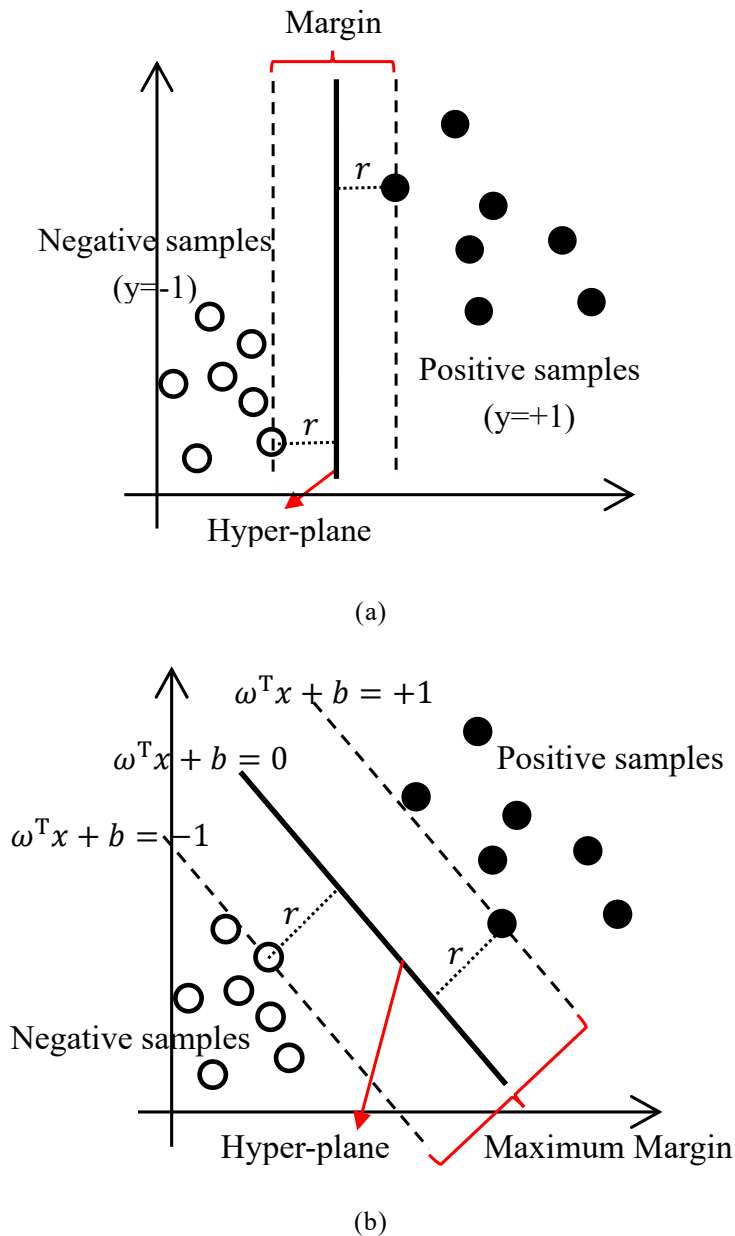 Margin
r
Negative samples
(y=-1)
Positive samples
(y=+1)
r
Hyper-plane
(a)
ωᵀx + b = +1
Positive samples
ωᵀx + b = 0
ωᵀx + b = −1
r
r
Negative samples
Hyper-plane
Maximum Margin
(b)